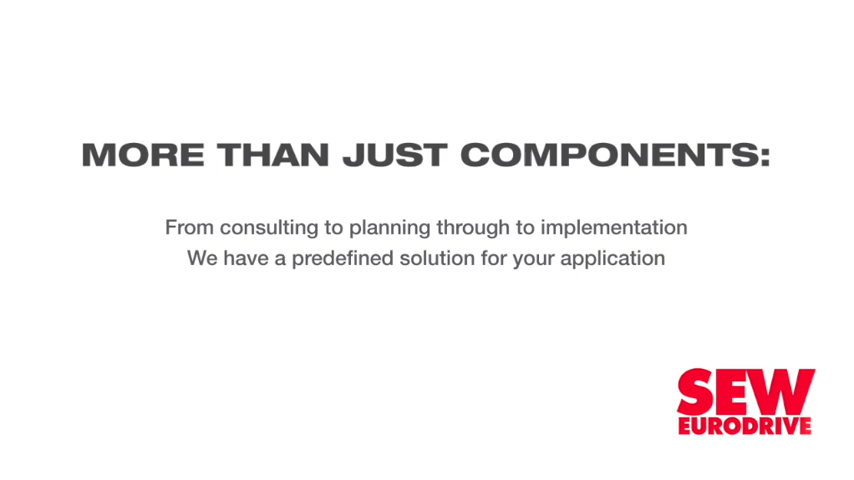 MORE THAN JUST COMPONENTS:
From consulting to planning through to implementation
We have a predefined solution for your application
SEW
EURODRIVE